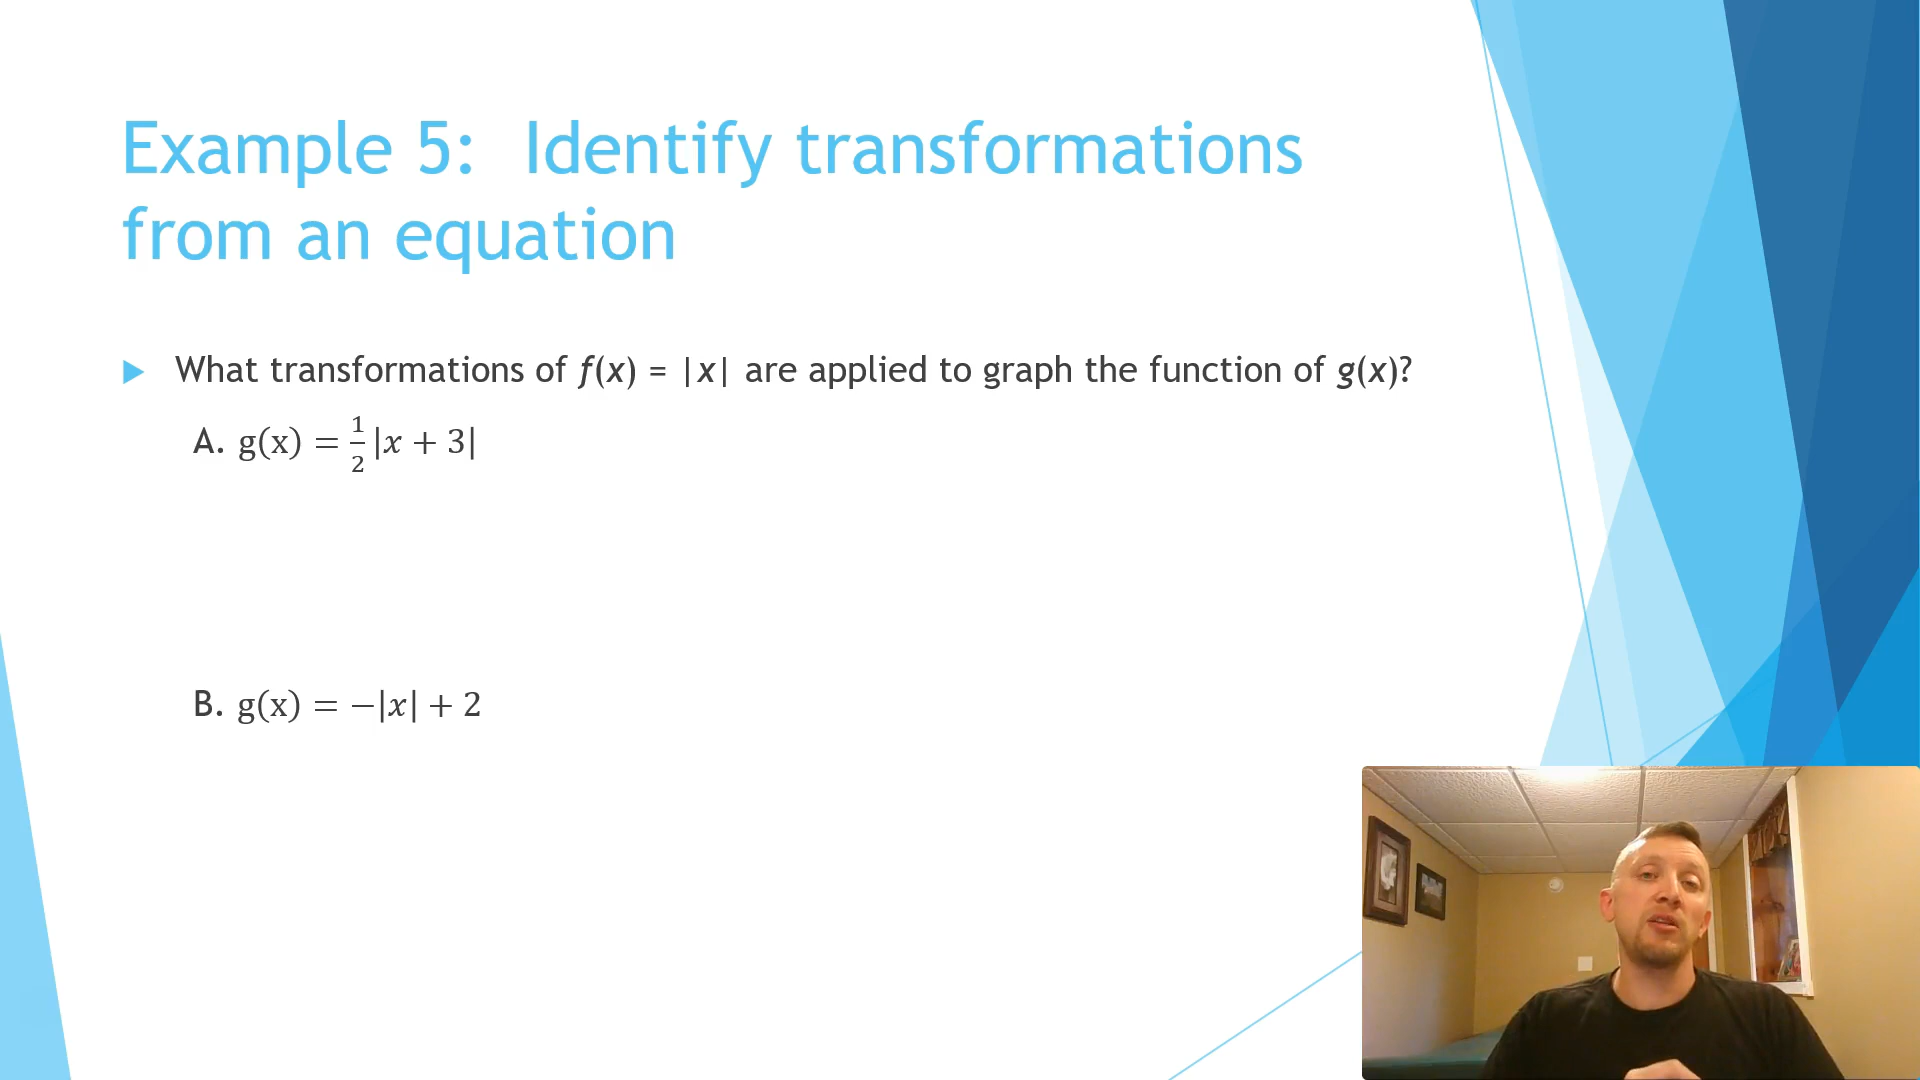 Example 5:  Identify transformations
from an equation
What transformations of f(x) = |x| are applied to graph the function of g(x)?
A. g(x) = 1/2 |x + 3|
B. g(x) = −|x| + 2